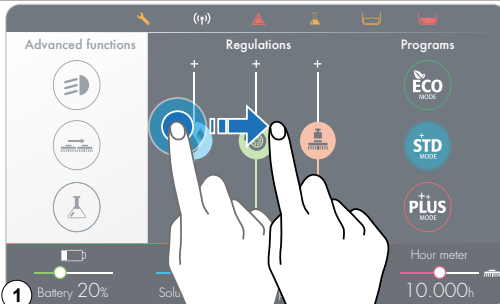 Advanced functions
Regulations
Programs
+
+
+
ECO
MODE
+
STD
MODE
++
PLUS
MODE
Hour meter
1
Battery 20%
Solu
10.000h